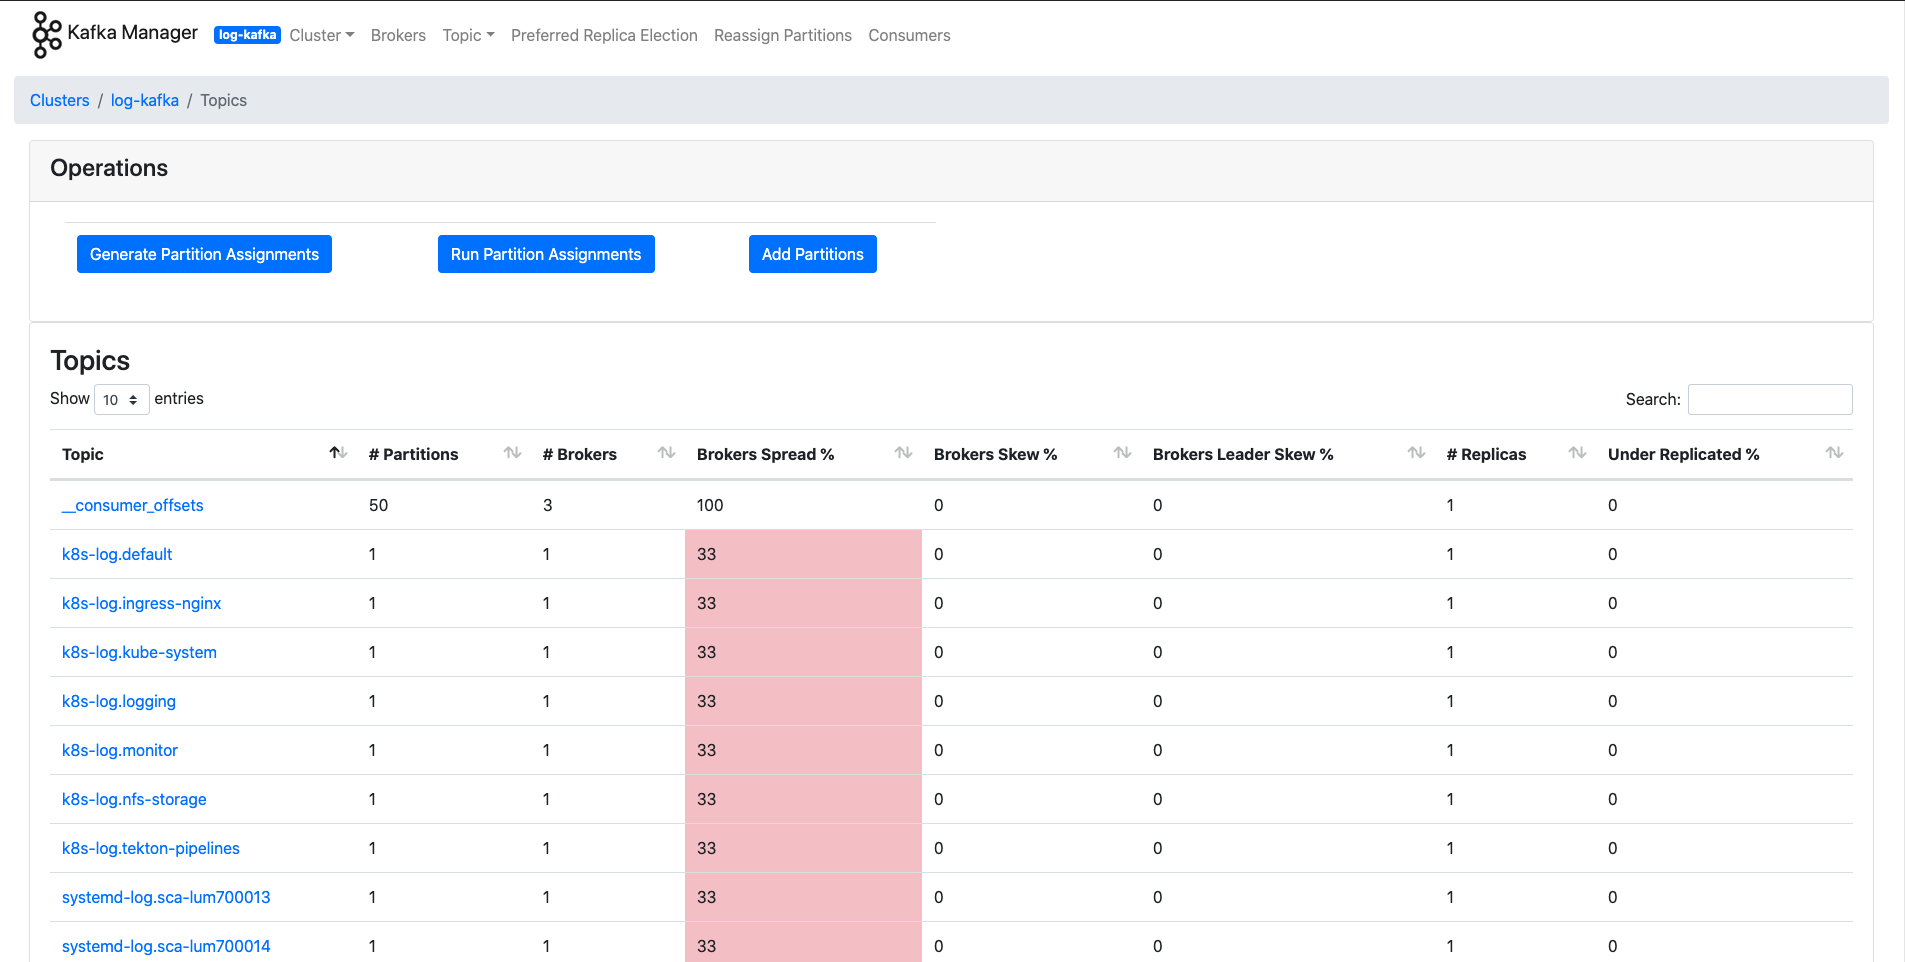 Kafka Manager log-kafka Cluster Brokers Topic Preferred Replica Election Reassign Partitions Consumers
Clusters / log-kafka / Topics
Operations
Generate Partition Assignments Run Partition Assignments Add Partitions
Topics
Show 10 entries Search:
Topic # Partitions # Brokers Brokers Spread % Brokers Skew % Brokers Leader Skew % # Replicas Under Replicated %
__consumer_offsets 50 3 100 0 0 1 0
k8s-log.default 1 1 33 0 0 1 0
k8s-log.ingress-nginx 1 1 33 0 0 1 0
k8s-log.kube-system 1 1 33 0 0 1 0
k8s-log.logging 1 1 33 0 0 1 0
k8s-log.monitor 1 1 33 0 0 1 0
k8s-log.nfs-storage 1 1 33 0 0 1 0
k8s-log.tekton-pipelines 1 1 33 0 0 1 0
systemd-log.sca-lum700013 1 1 33 0 0 1 0
systemd-log.sca-lum700014 1 1 33 0 0 1 0